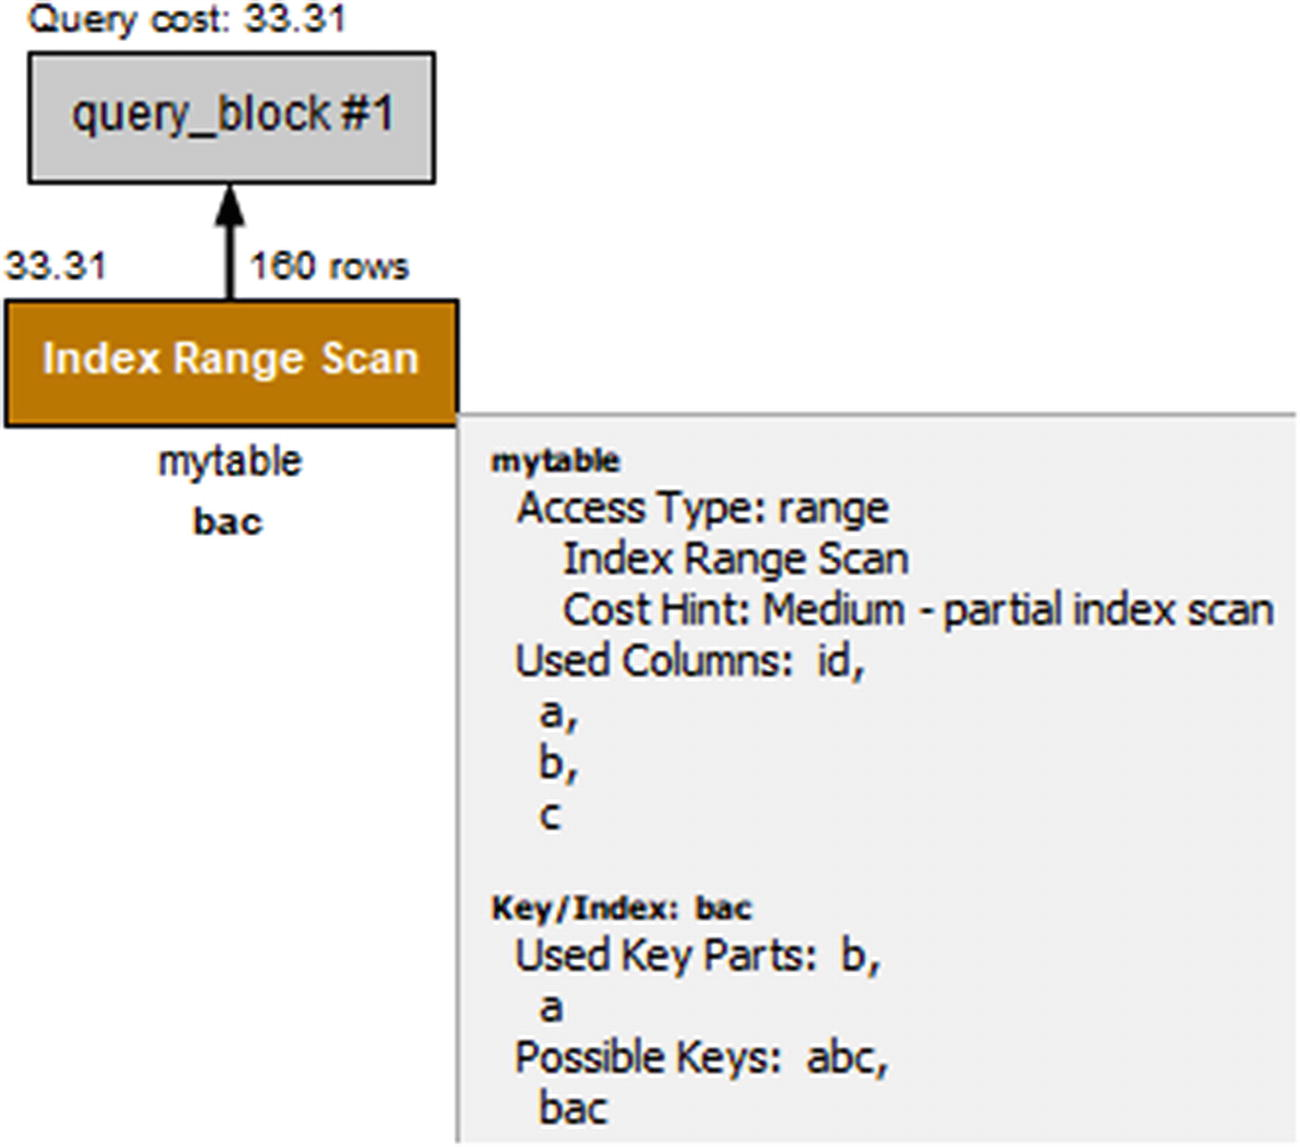 Query cost: 33.31
query_block #1
33.31
160 rows
Index Range Scan
mytable
bac
mytable
Access Type: range
Index Range Scan
Cost Hint: Medium - partial index scan
Used Columns: id,
a,
b,
c
Key/Index: bac
Used Key Parts: b,
a
Possible Keys: abc,
bac